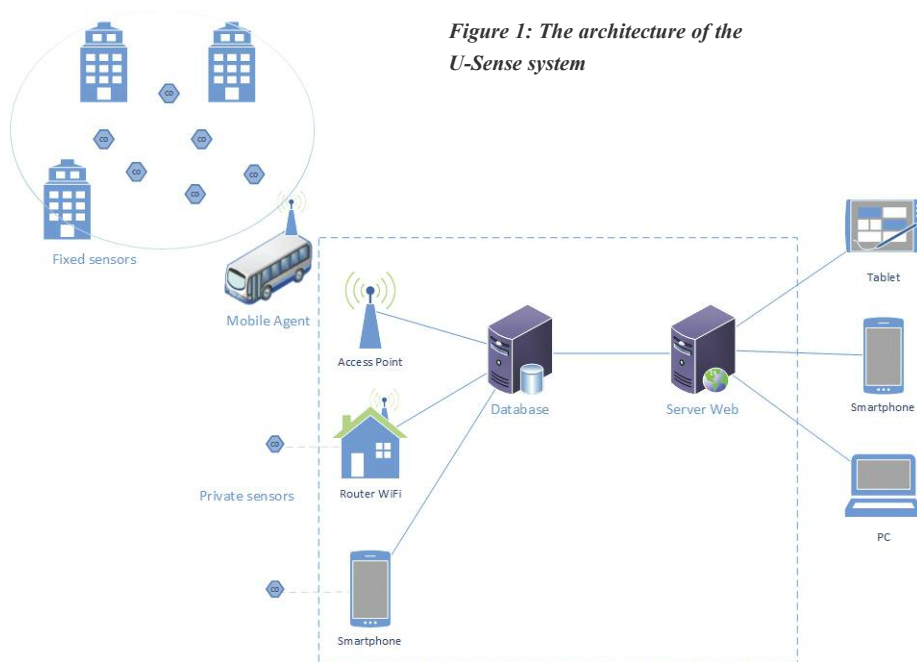 Figure 1: The architecture of the
U-Sense system
CO
CO
CO
CO
CO
CO
Fixed sensors
Mobile Agent
Access Point
Database
Server Web
Tablet
Smartphone
CO
Private sensors
Router WiFi
PC
CO
Smartphone